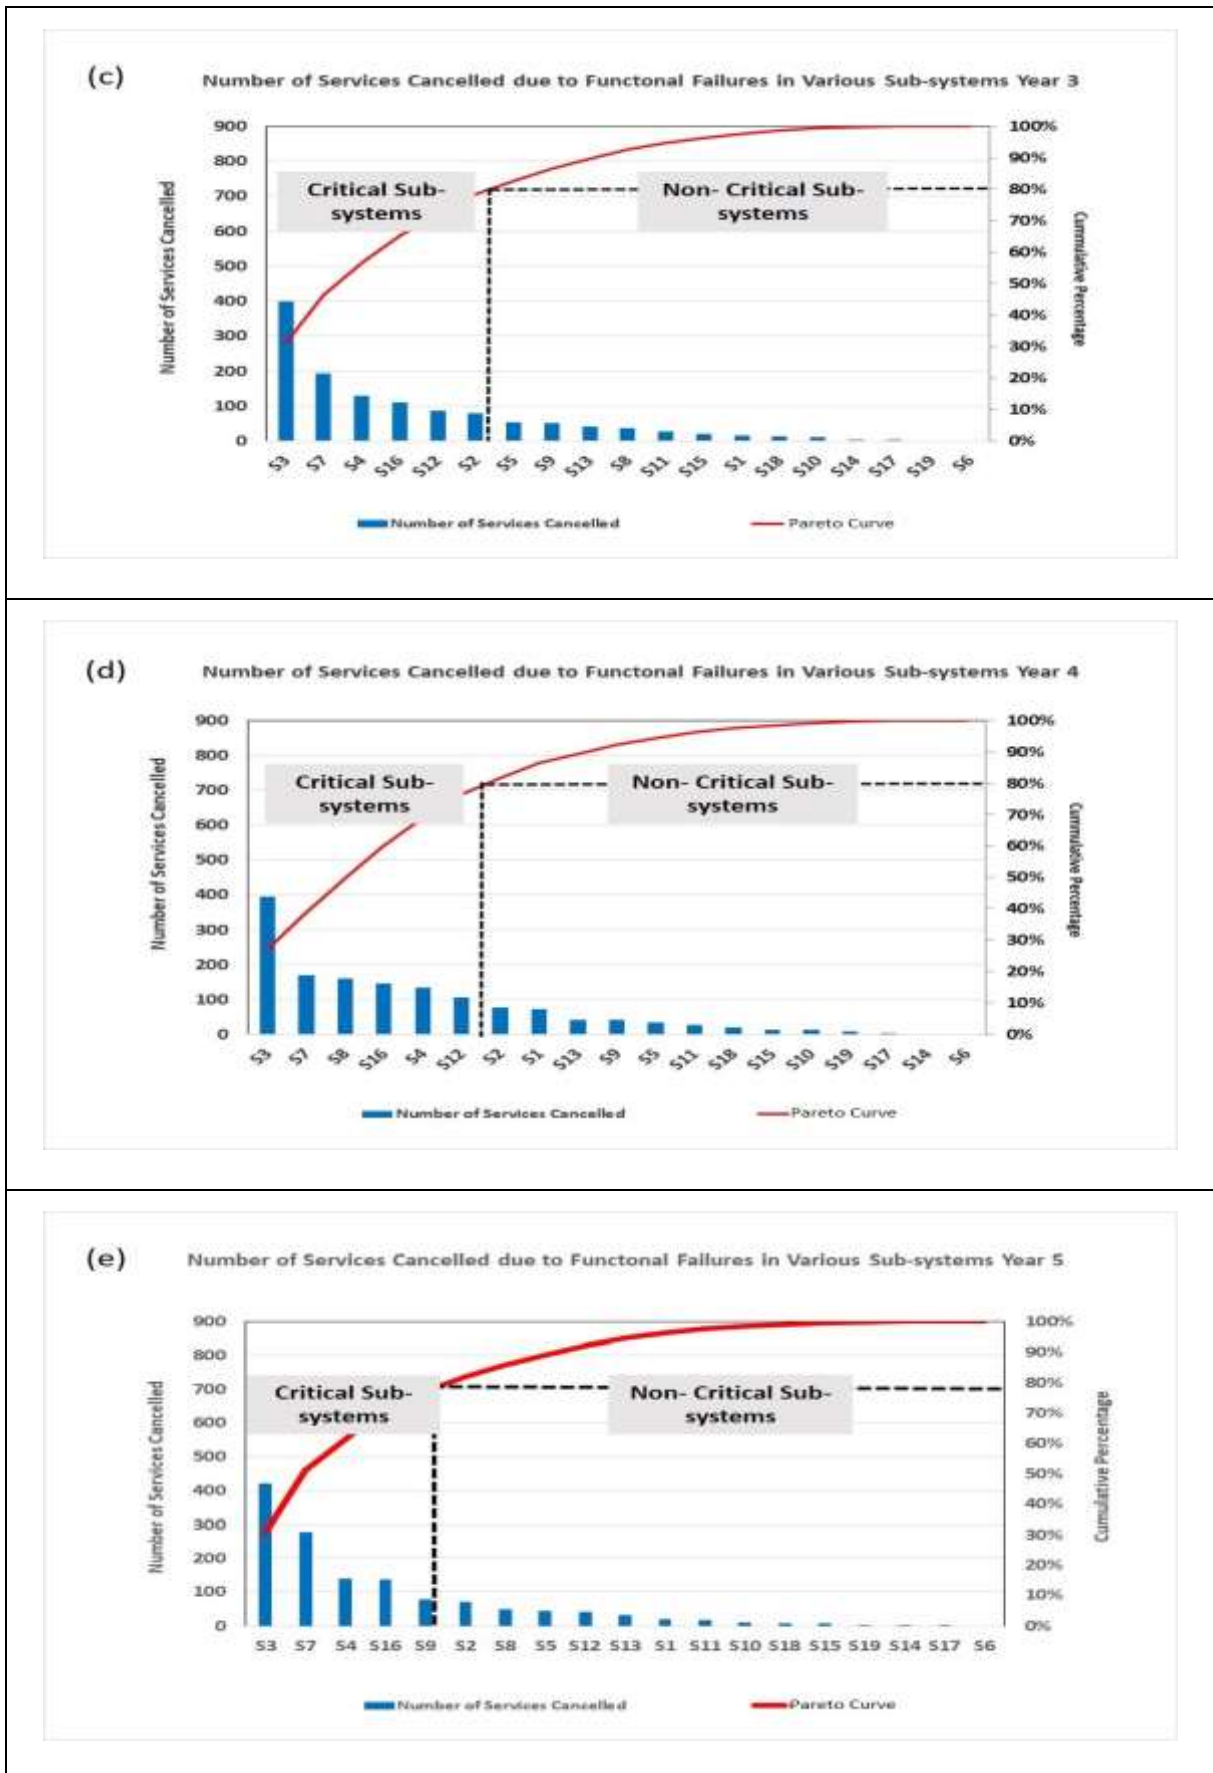 (c)
Number of Services Cancelled due to Functonal Failures in Various Sub-systems Year 3
Number of Services Cancelled
900
800
700
600
500
400
300
200
100
0
Critical Sub-
systems
Non- Critical Sub-
systems
100%
90%
80%
70%
60%
50%
40%
30%
20%
10%
0%
Cummulative Percentage
S3 S7 S4 S16 S12 S2 S5 S9 S13 S8 S11 S15 S1 S18 S10 S14 S17 S19 S6
Number of Services Cancelled Pareto Curve
(d)
Number of Services Cancelled due to Functonal Failures in Various Sub-systems Year 4
Number of Services Cancelled
900
800
700
600
500
400
300
200
100
0
Critical Sub-
systems
Non- Critical Sub-
systems
100%
90%
80%
70%
60%
50%
40%
30%
20%
10%
0%
Cummulative Percentage
S3 S7 S8 S16 S4 S12 S2 S1 S13 S9 S5 S11 S18 S15 S10 S19 S17 S14 S6
Number of Services Cancelled Pareto Curve
(e)
Number of Services Cancelled due to Functonal Failures in Various Sub-systems Year 5
Number of Services Cancelled
900
800
700
600
500
400
300
200
100
0
Critical Sub-
systems
Non- Critical Sub-
systems
100%
90%
80%
70%
60%
50%
40%
30%
20%
10%
0%
Cumulative Percentage
S3 S7 S4 S16 S9 S2 S8 S5 S12 S13 S1 S11 S10 S18 S15 S19 S14 S17 S6
Number of Services Cancelled Pareto Curve